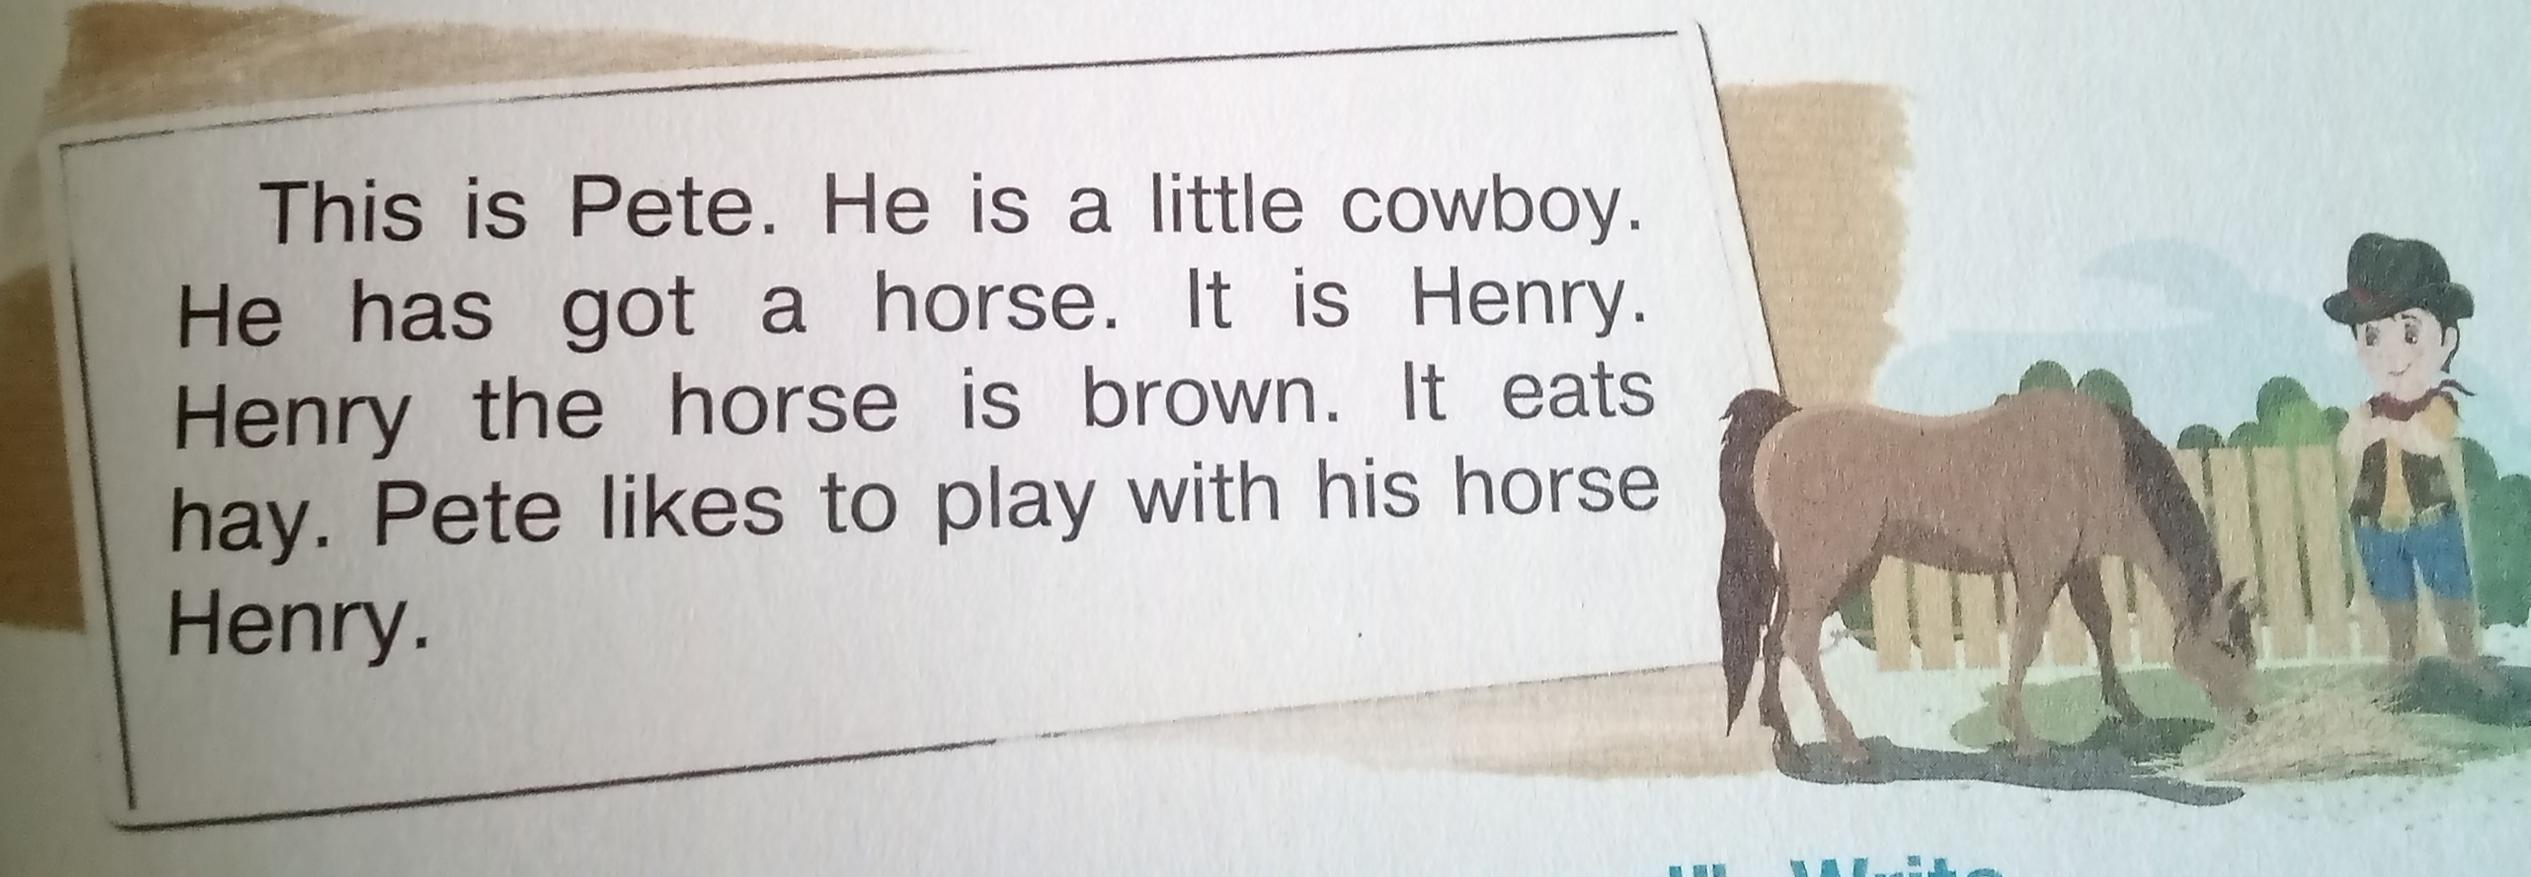 This is Pete. He is a little cowboy.
He has got a horse. It is Henry.
Henry the horse is brown. It eats
hay. Pete likes to play with his horse
Henry.
Write